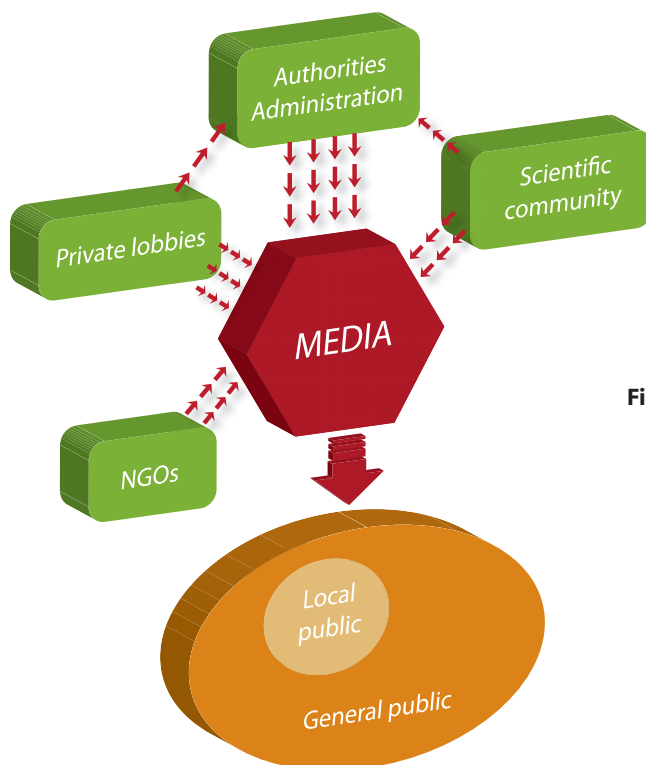 Authorities
Administration
Scientific
community
Private lobbies
MEDIA
Fi
NGOs
Local
public
General public